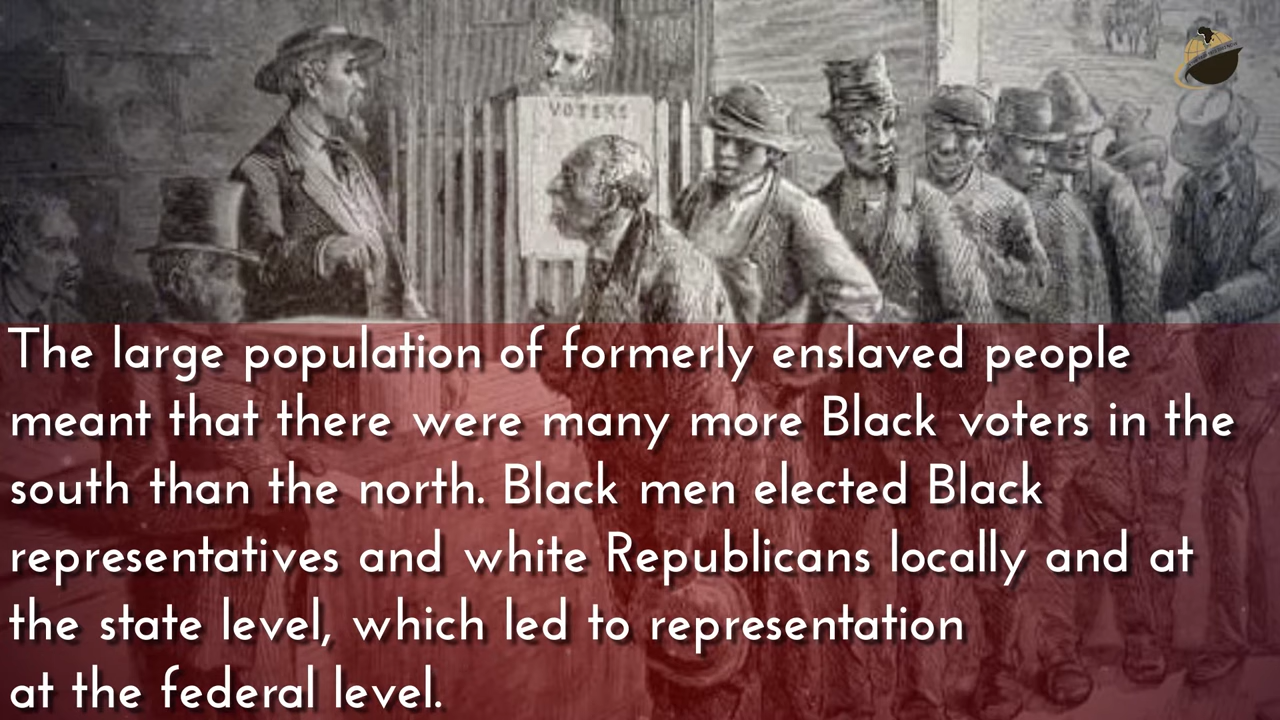 VOTERS
The large population of formerly enslaved people
meant that there were many more Black voters in the
south than the north. Black men elected Black
representatives and white Republicans locally and at
the state level, which led to representation
at the federal level.